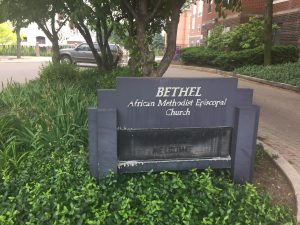 BETHEL
African Methodist Episcopal
Church